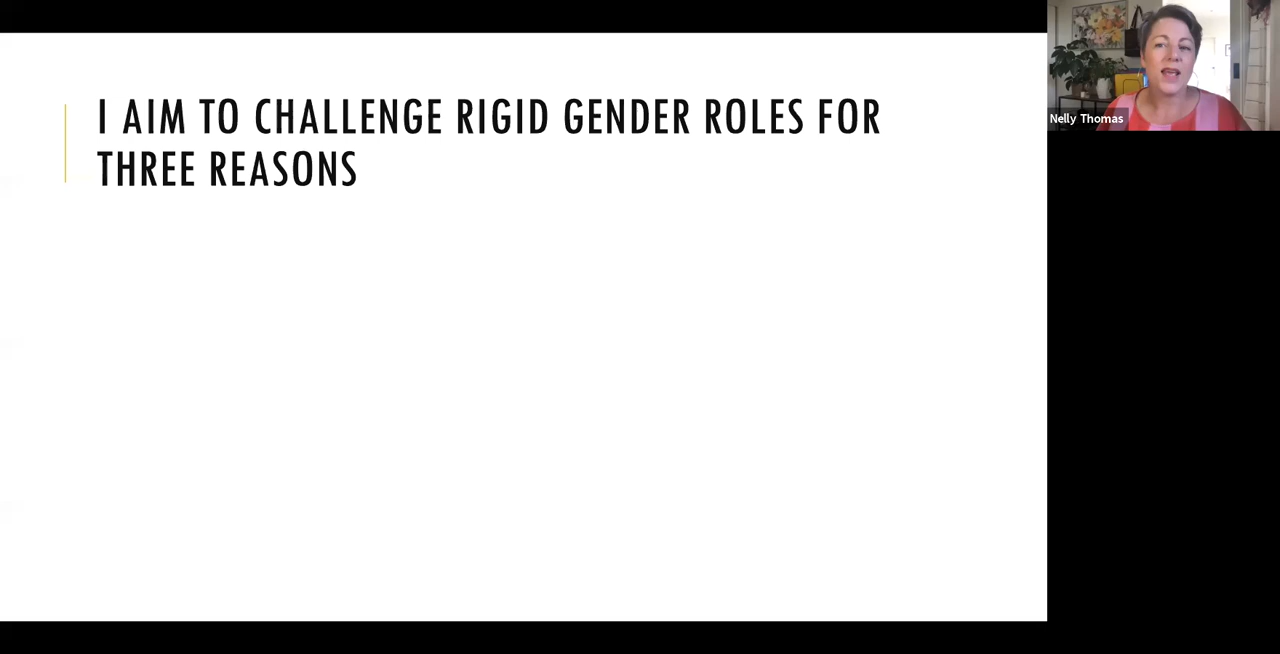 I AIM TO CHALLENGE RIGID GENDER ROLES FOR
THREE REASONS
Nelly Thomas